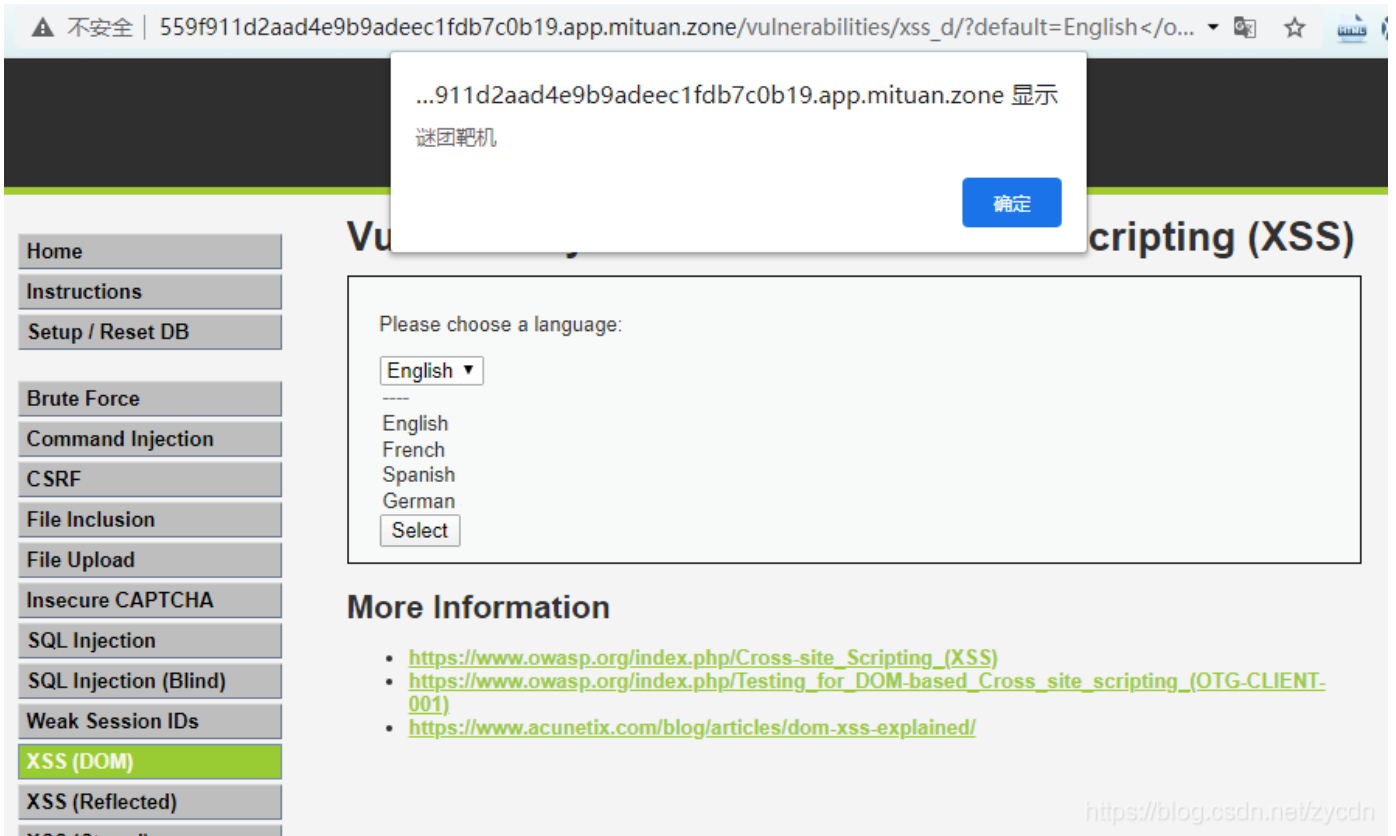 不安全 | 559f911d2aad4e9b9adeec1fdb7c0b19.app.mituan.zone/vulnerabilities/xss_d/?default=English</o...
...911d2aad4e9b9adeec1fdb7c0b19.app.mituan.zone 显示
谜团靶机
确定
Vu
cripting (XSS)
Home
Instructions
Setup / Reset DB
Brute Force
Command Injection
CSRF
File Inclusion
File Upload
Insecure CAPTCHA
SQL Injection
SQL Injection (Blind)
Weak Session IDs
XSS (DOM)
XSS (Reflected)
Please choose a language:
English
----
English
French
Spanish
German
Select
More Information
https://www.owasp.org/index.php/Cross-site_Scripting_(XSS)
https://www.owasp.org/index.php/Testing_for_DOM-based_Cross_site_scripting_(OTG-CLIENT-
001)
https://www.acunetix.com/blog/articles/dom-xss-explained/
https://blog.csdn.net/zycdn